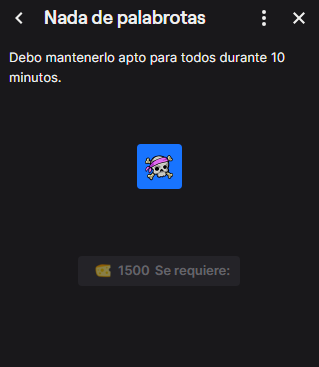 Nada de palabrotas
Debo mantenerlo apto para todos durante 10
minutos.
1500 Se requiere: